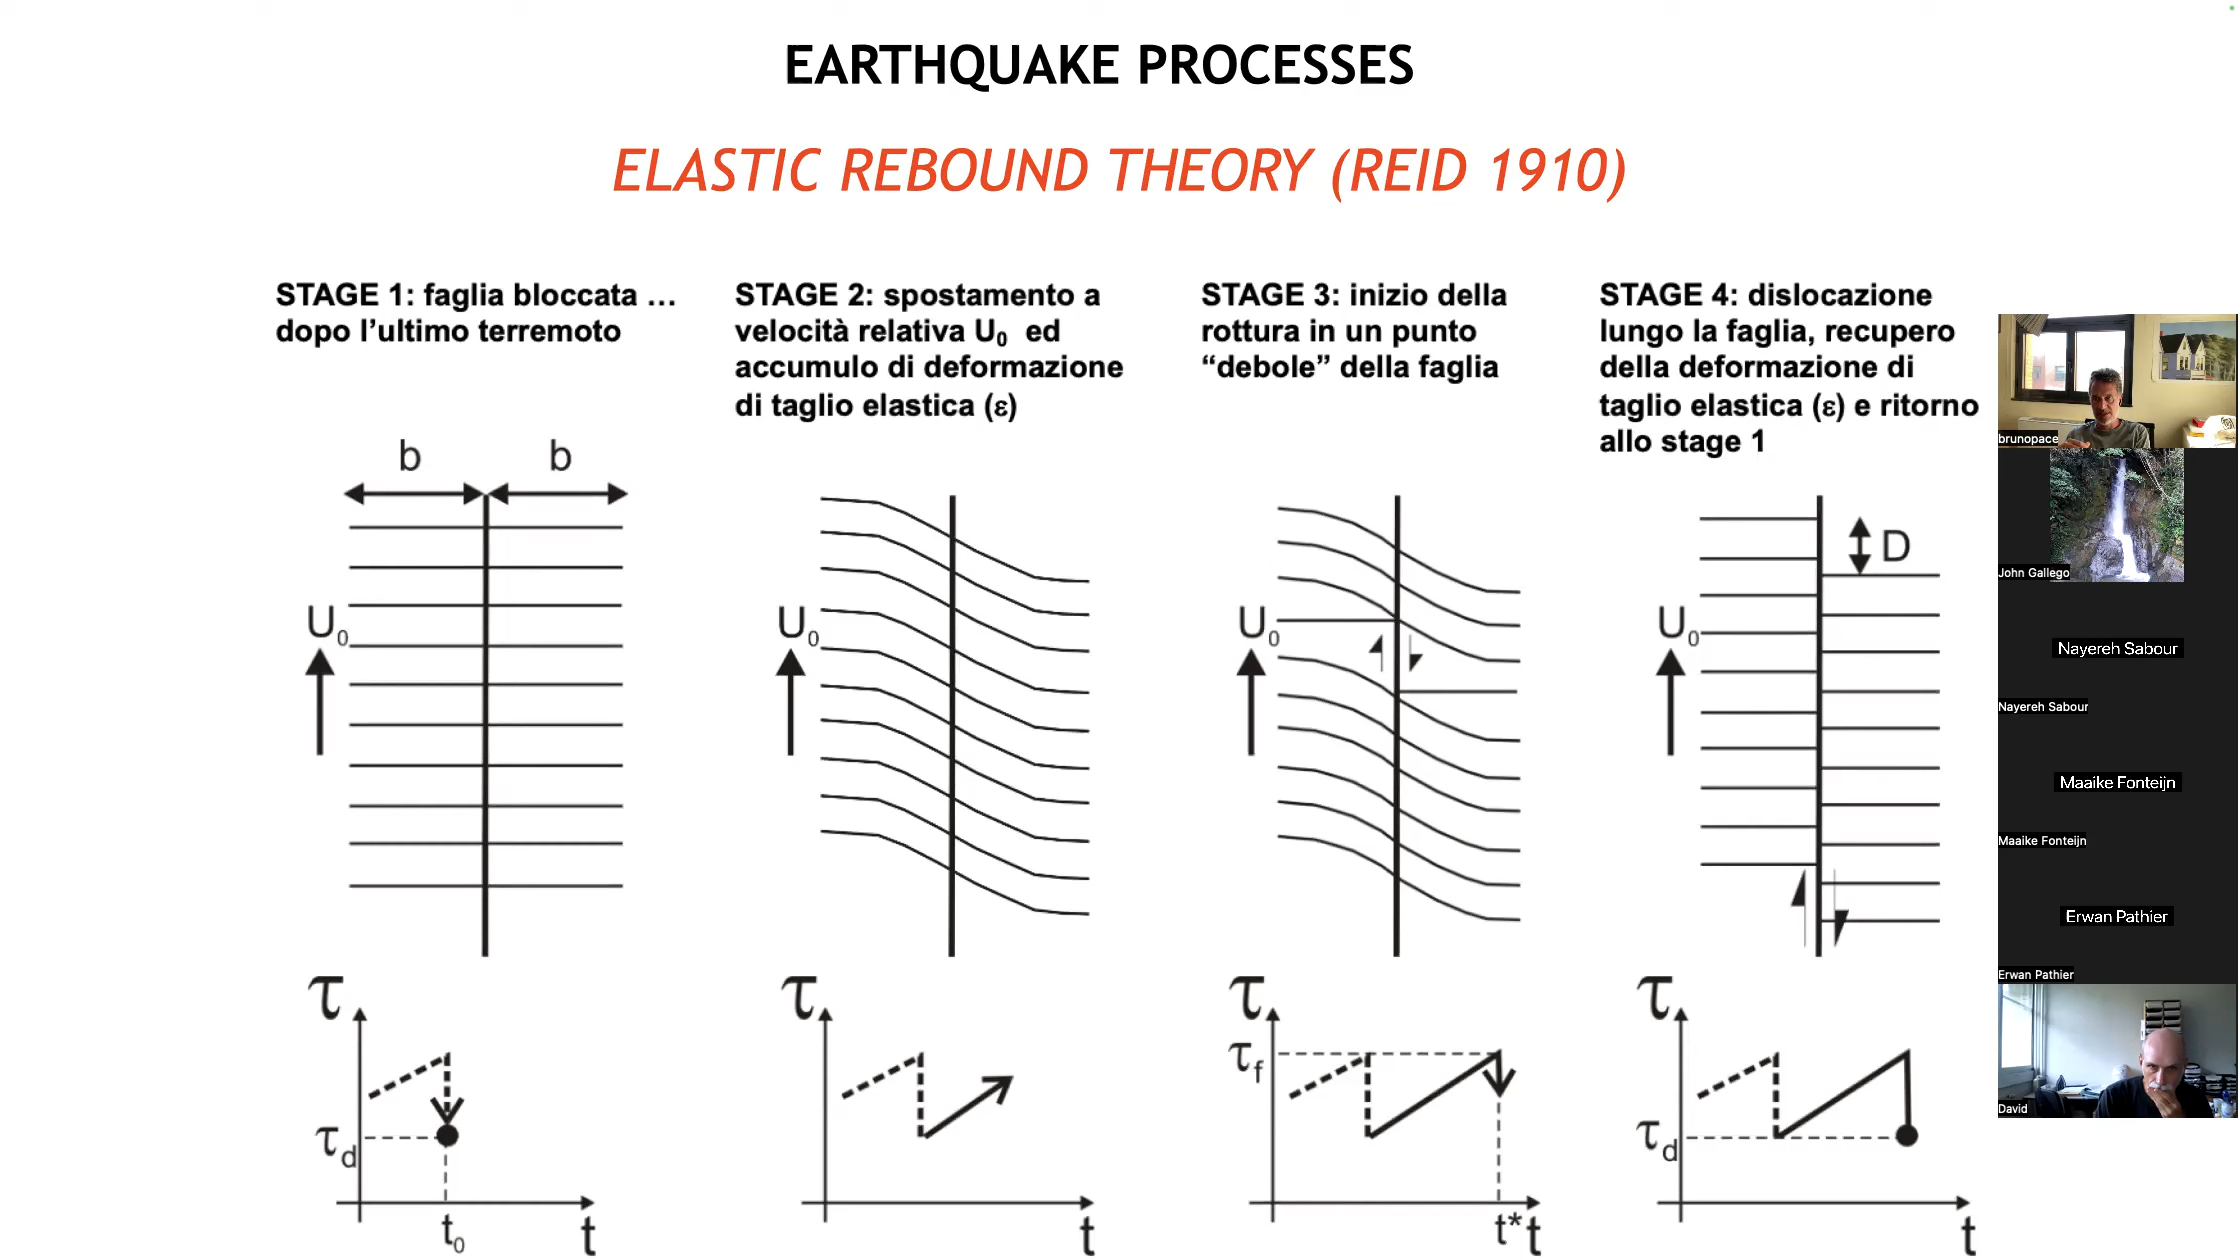 EARTHQUAKE PROCESSES
ELASTIC REBOUND THEORY (REID 1910)
STAGE 1: faglia bloccata ...
dopo l'ultimo terremoto
STAGE 2: spostamento a
velocità relativa U₀ ed
accumulo di deformazione
di taglio elastica (ε)
STAGE 3: inizio della
rottura in un punto
“debole” della faglia
STAGE 4: dislocazione
lungo la faglia, recupero
della deformazione di
taglio elastica (ε) e ritorno
allo stage 1
b b
U₀
U₀
U₀
U₀
D
τ
τd
t₀
t
τ
t
τ
τf
t*
t
τ
τd
t
brunopace
John Gallego
Nayereh Sabour
Nayereh Sabour
Maaike Fonteijn
Maaike Fonteijn
Erwan Pathier
Erwan Pathier
David